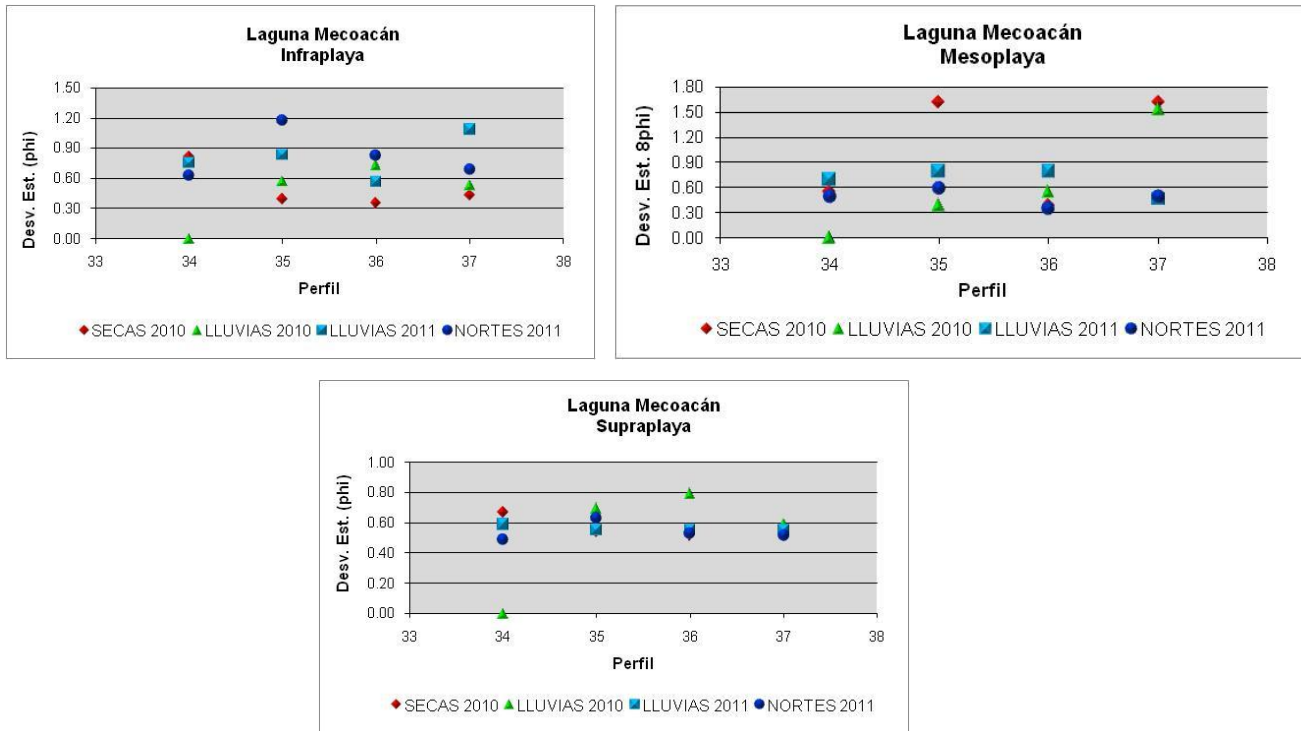 Laguna Mecoacán
Infraplaya
Desv. Est. (phi)
1.50
1.20
0.90
0.60
0.30
0.00
33 34 35 36 37 38
Perfil
SECAS 2010 LLUVIAS 2010 LLUVIAS 2011 NORTES 2011
Laguna Mecoacán
Mesoplaya
Desv. Est. 8phi)
1.80
1.50
1.20
0.90
0.60
0.30
0.00
33 34 35 36 37 38
Perfil
SECAS 2010 LLUVIAS 2010 LLUVIAS 2011 NORTES 2011
Laguna Mecoacán
Supraplaya
Desv. Est. (phi)
1.00
0.80
0.60
0.40
0.20
0.00
33 34 35 36 37 38
Perfil
SECAS 2010 LLUVIAS 2010 LLUVIAS 2011 NORTES 2011